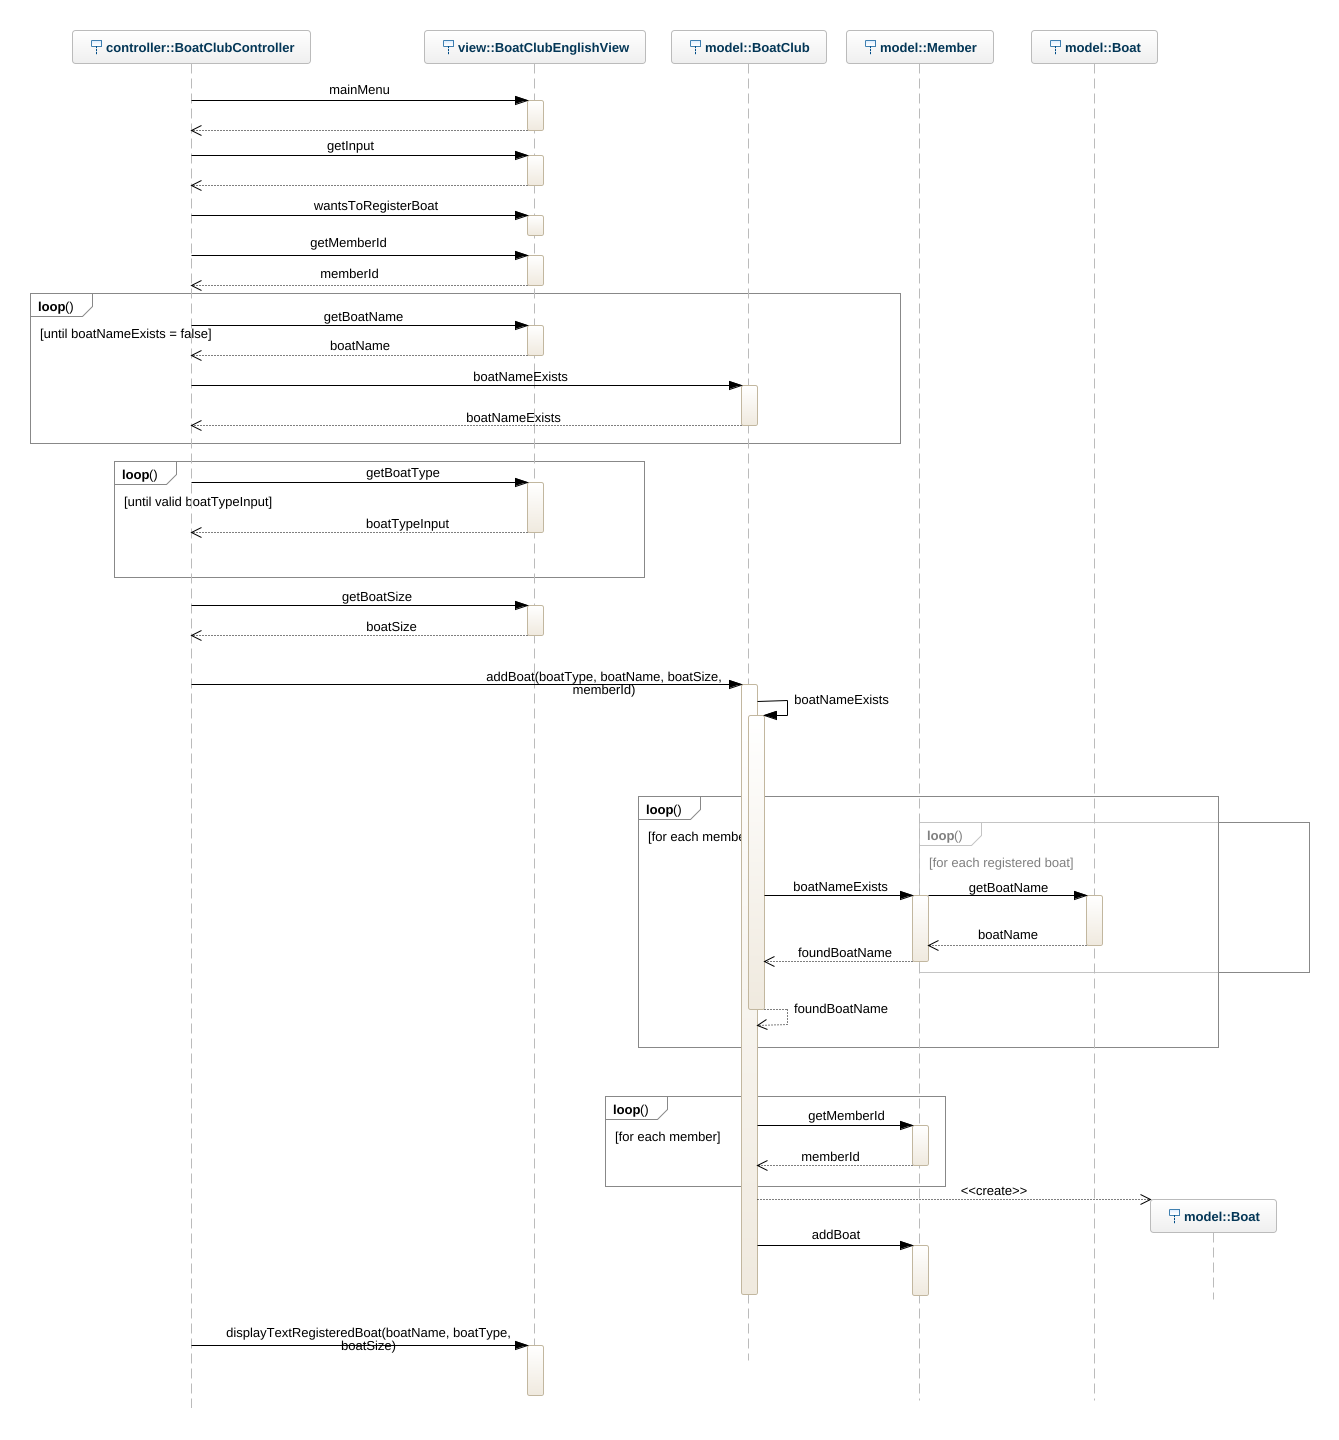 controller::BoatClubController
view::BoatClubEnglishView
model::BoatClub
model::Member
model::Boat
mainMenu
getInput
wantsToRegisterBoat
getMemberId
memberId
loop()
getBoatName
[until boatNameExists = false]
boatName
boatNameExists
boatNameExists
loop()
getBoatType
[until valid boatTypeInput]
boatTypeInput
getBoatSize
boatSize
addBoat(boatType, boatName, boatSize,
memberId)
boatNameExists
loop()
[for each membe
loop()
[for each registered boat]
boatNameExists
getBoatName
boatName
foundBoatName
foundBoatName
loop()
getMemberId
[for each member]
memberId
<<create>>
model::Boat
addBoat
displayTextRegisteredBoat(boatName, boatType,
boatSize)